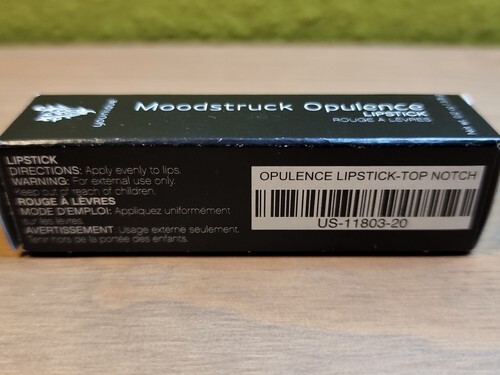 younique
Moodstruck Opulence
LIPSTICK
ROUGE À LÈVRES
LIPSTICK
DIRECTIONS: Apply evenly to lips.
WARNING: For external use only.
Keep out of reach of children.
ROUGE À LÈVRES
MODE D'EMPLOI: Appliquez uniformément
sur les lèvres.
AVERTISSEMENT: Usage externe seulement.
Tenir hors de la portée des enfants.
OPULENCE LIPSTICK-TOP NOTCH
US-11803-20